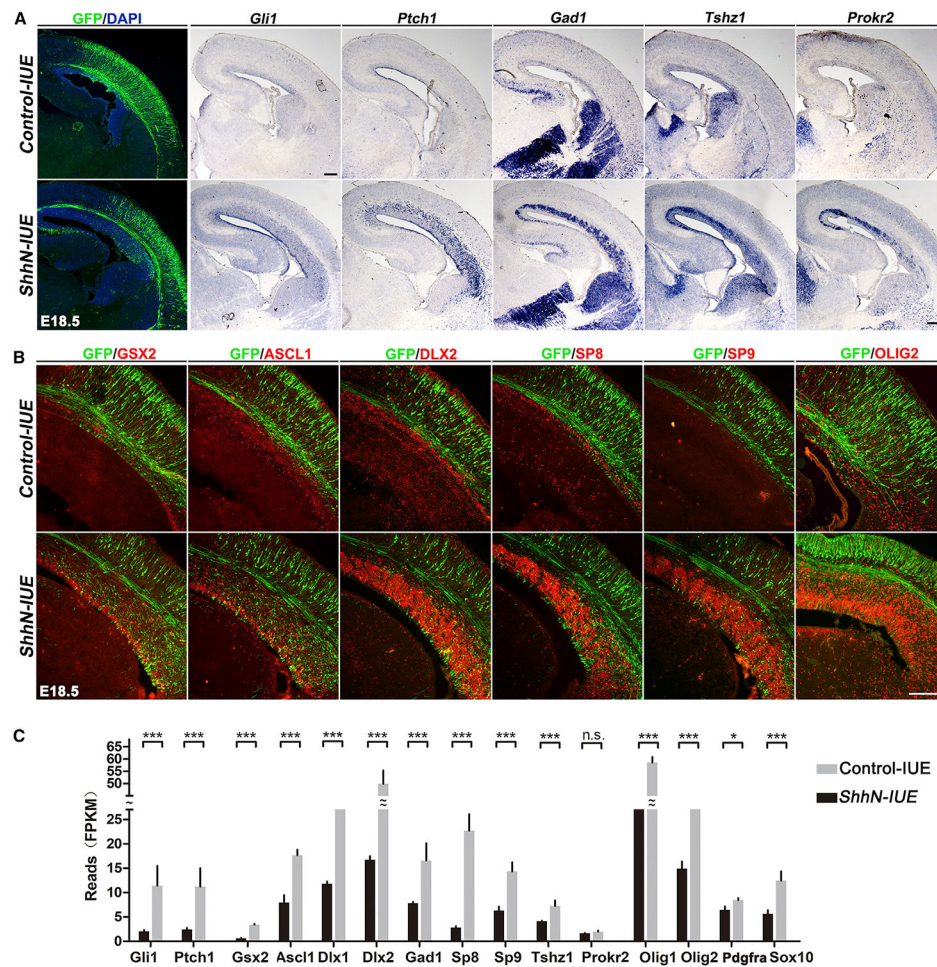 A
GFP/DAPI Gli1 Ptch1 Gad1 Tshz1 Prokr2
Control-IUE
ShhN-IUE
E18.5
B
GFP/GSX2 GFP/ASCL1 GFP/DLX2 GFP/SP8 GFP/SP9 GFP/OLIG2
Control-IUE
ShhN-IUE
E18.5
C
*** *** *** *** *** *** *** *** *** *** n.s. *** *** * ***
Control-IUE
ShhN-IUE
Reads (FPKM)
65
60
55
50
≈ ≈ ≈
25
20
15
10
5
0
Gli1 Ptch1 Gsx2 Ascl1 Dlx1 Dlx2 Gad1 Sp8 Sp9 Tshz1 Prokr2 Olig1 Olig2 Pdgfra Sox10